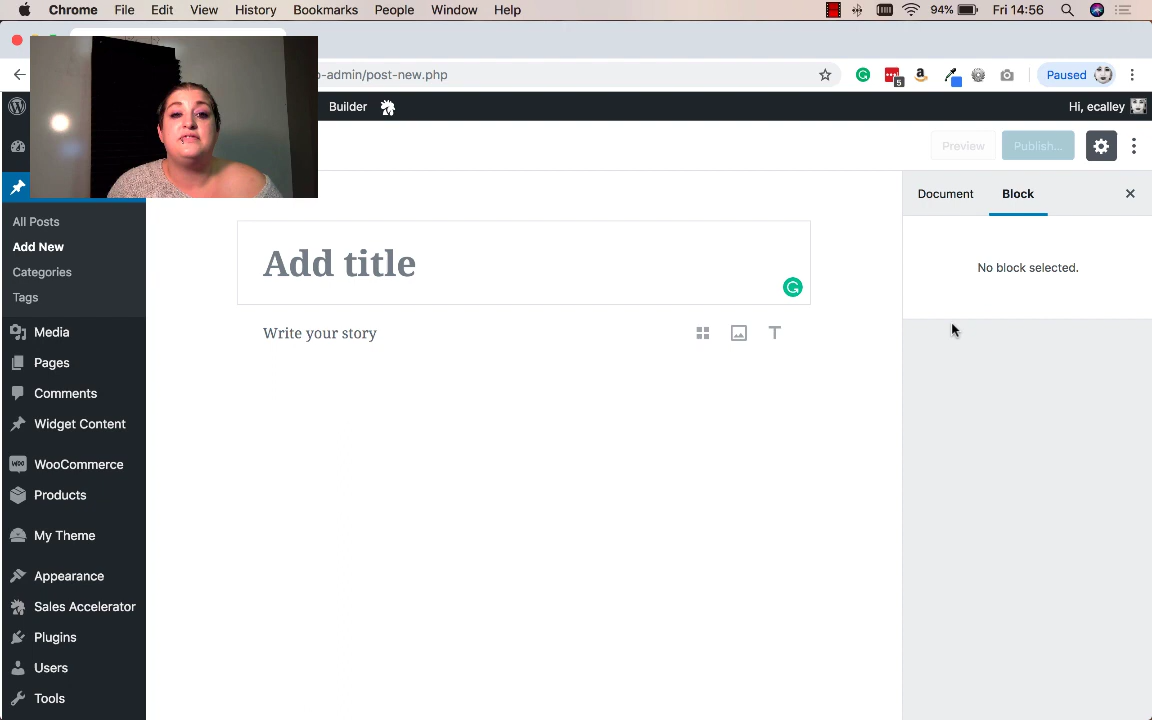 Chrome File Edit View History Bookmarks People Window Help 94% Fri 14:56
-admin/post-new.php 5 Paused
Builder Hi, ecalley
Preview Publish...
Document Block
No block selected.
Add title
Write your story
All Posts
Add New
Categories
Tags
Media
Pages
Comments
Widget Content
WooCommerce
Products
My Theme
Appearance
Sales Accelerator
Plugins
Users
Tools